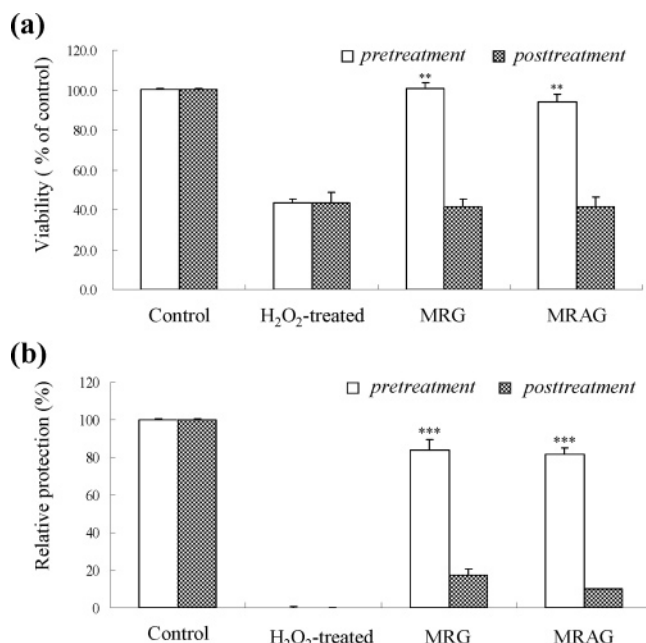 (a)
pretreatment posttreatment
Viability ( % of control)
120.0
100.0
80.0
60.0
40.0
20.0
0.0
** **
Control H₂O₂-treated MRG MRAG
(b)
pretreatment posttreatment
Relative protection (%)
120
100
80
60
40
20
0
*** ***
Control H₂O₂-treated MRG MRAG